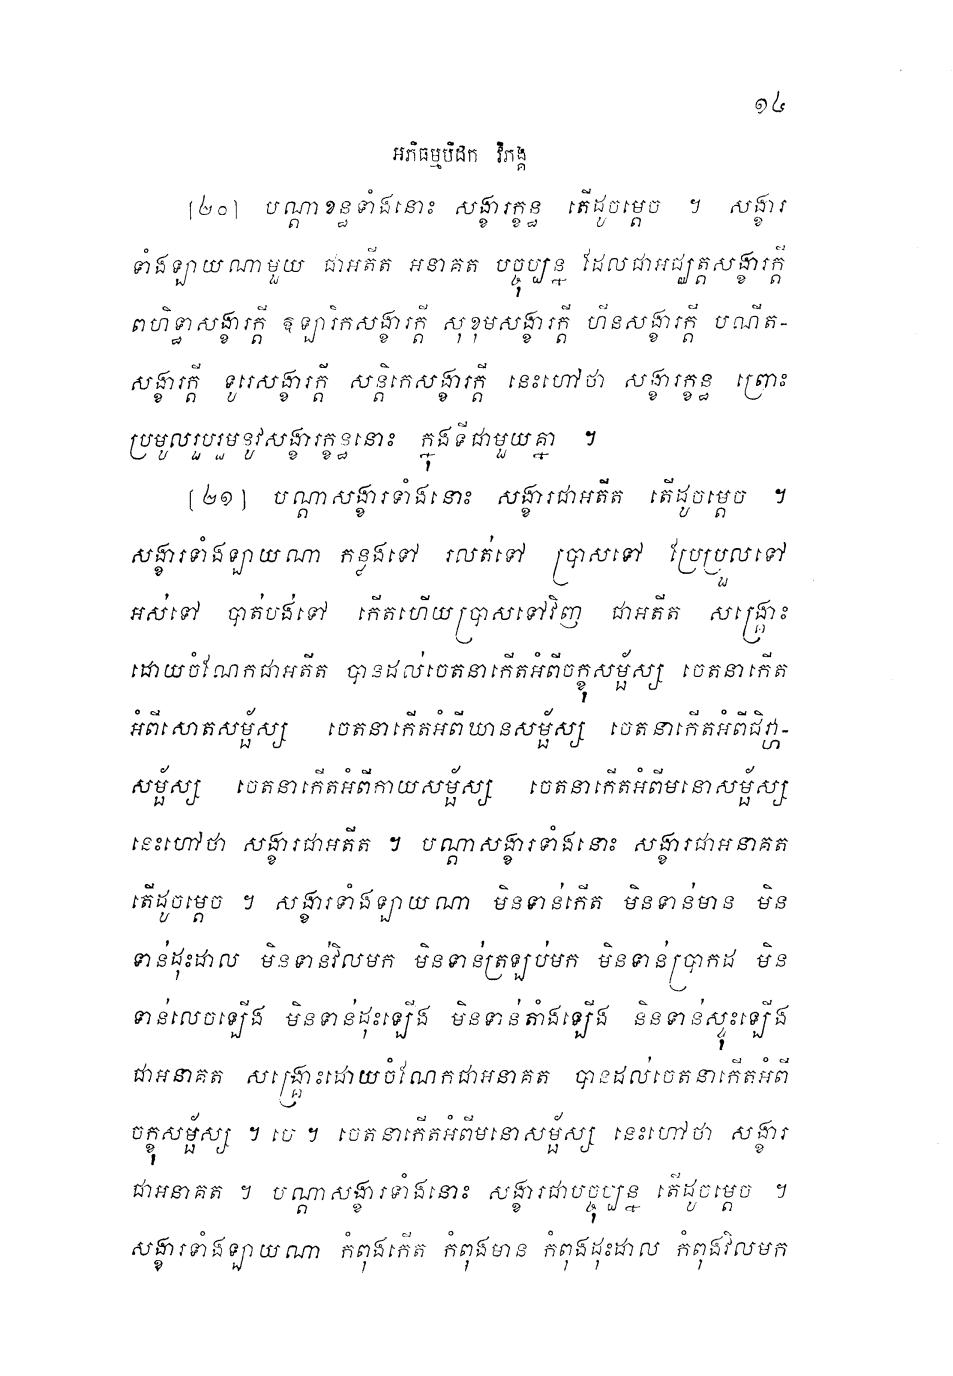 ១៤
អភិធម្មបិដក វិភង្គ
[២០] បណ្តាខន្ធទាំងនោះ សង្ខារក្ខន្ធ តើដូចម្តេច ។ សង្ខារ
ទាំងឡាយណាមួយ ជាអតីត អនាគត បច្ចុប្បន្ន ដែលជាអជ្ឈត្តសង្ខារក្តី
ពហិទ្ធាសង្ខារក្តី ឱឡារិកសង្ខារក្តី សុខុមសង្ខារក្តី ហីនសង្ខារក្តី បណីត-
សង្ខារក្តី ទូរេសង្ខារក្តី សន្តិកេសង្ខារក្តី នេះហៅថា សង្ខារក្ខន្ធ ព្រោះ
ប្រមូលរួបរួមនូវសង្ខារក្ខន្ធនោះ ក្នុងទីជាមួយគ្នា ។
[២១] បណ្តាសង្ខារទាំងនោះ សង្ខារជាអតីត តើដូចម្តេច ។
សង្ខារទាំងឡាយណា កន្លងទៅ រលត់ទៅ ប្រាសទៅ ប្រែប្រួលទៅ
អស់ទៅ បាត់បង់ទៅ កើតហើយប្រាសទៅវិញ ជាអតីត សង្គ្រោះ
ដោយចំណែកជាអតីត បានដល់ចេតនាកើតអំពីចក្ខុសម្ផ័ស្ស ចេតនាកើត
អំពីសោតសម្ផ័ស្ស ចេតនាកើតអំពីឃានសម្ផ័ស្ស ចេតនាកើតអំពីជិវ្ហា-
សម្ផ័ស្ស ចេតនាកើតអំពីកាយសម្ផ័ស្ស ចេតនាកើតអំពីមនោសម្ផ័ស្ស
នេះហៅថា សង្ខារជាអតីត ។ បណ្តាសង្ខារទាំងនោះ សង្ខារជាអនាគត
តើដូចម្តេច ។ សង្ខារទាំងឡាយណា មិនទាន់កើត មិនទាន់មាន មិន
ទាន់ដុះដាល មិនទាន់វិលមក មិនទាន់ត្រឡប់មក មិនទាន់ប្រាកដ មិន
ទាន់លេចឡើង មិនទាន់ដុះឡើង មិនទាន់តាំងឡើង និនទាន់ស្ទុះឡើង
ជាអនាគត សង្គ្រោះដោយចំណែកជាអនាគត បានដល់ចេតនាកើតអំពី
ចក្ខុសម្ផ័ស្ស ។ បេ ។ ចេតនាកើតអំពីមនោសម្ផ័ស្ស នេះហៅថា សង្ខារ
ជាអនាគត ។ បណ្តាសង្ខារទាំងនោះ សង្ខារជាបច្ចុប្បន្ន តើដូចម្តេច ។
សង្ខារទាំងឡាយណា កំពុងកើត កំពុងមាន កំពុងដុះដាល កំពុងវិលមក